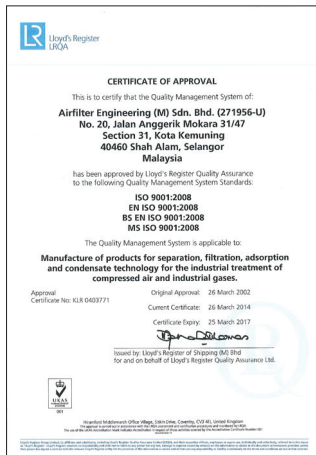 Lloyd's Register
LRQA
CERTIFICATE OF APPROVAL
This is to certify that the Quality Management System of:
Airfilter Engineering (M) Sdn. Bhd. (271956-U)
No. 20, Jalan Anggerik Mokara 31/47
Section 31, Kota Kemuning
40460 Shah Alam, Selangor
Malaysia
has been approved by Lloyd's Register Quality Assurance
to the following Quality Management System Standards:
ISO 9001:2008
EN ISO 9001:2008
BS EN ISO 9001:2008
MS ISO 9001:2008
The Quality Management System is applicable to:
Manufacture of products for separation, filtration, adsorption
and condensate technology for the industrial treatment of
compressed air and industrial gases.
Approval
Certificate No: KLR 0403771
Original Approval: 26 March 2002
Current Certificate: 26 March 2014
Certificate Expiry: 25 March 2017
Issued by: Lloyd's Register of Shipping (M) Bhd
for and on behalf of Lloyd's Register Quality Assurance Ltd.
UKAS
001